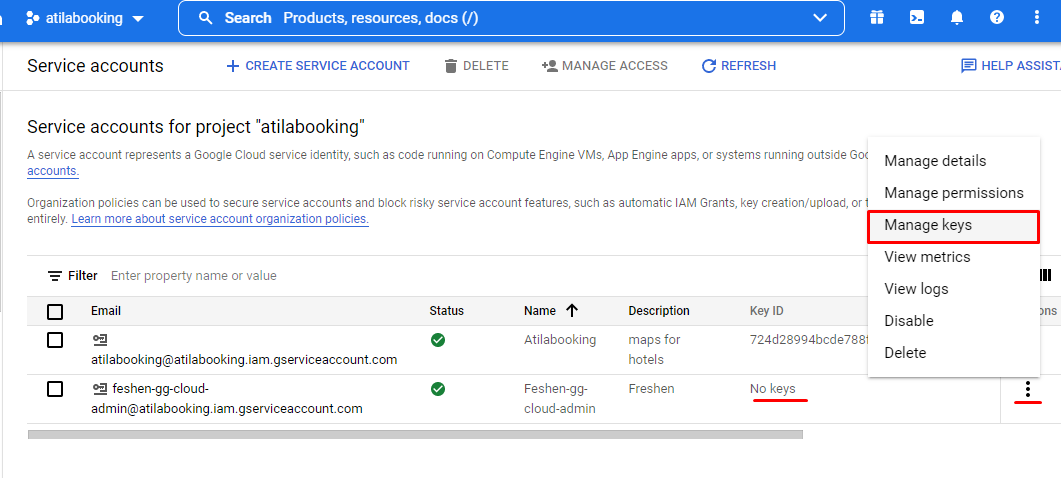 atilabooking
Search Products, resources, docs (/)
Service accounts
CREATE SERVICE ACCOUNT
DELETE
MANAGE ACCESS
REFRESH
HELP ASSIST
Service accounts for project "atilabooking"
A service account represents a Google Cloud service identity, such as code running on Compute Engine VMs, App Engine apps, or systems running outside Goo
accounts.
Organization policies can be used to secure service accounts and block risky service account features, such as automatic IAM Grants, key creation/upload, or
entirely. Learn more about service account organization policies.
Manage details
Manage permissions
Manage keys
View metrics
View logs
Disable
Delete
Filter Enter property name or value
Email Status Name Description Key ID
atilabooking@atilabooking.iam.gserviceaccount.com
Atilabooking
maps for
hotels
724d28994bcde788f
feshen-gg-cloud-
admin@atilabooking.iam.gserviceaccount.com
Feshen-gg-
cloud-admin
Freshen
No keys